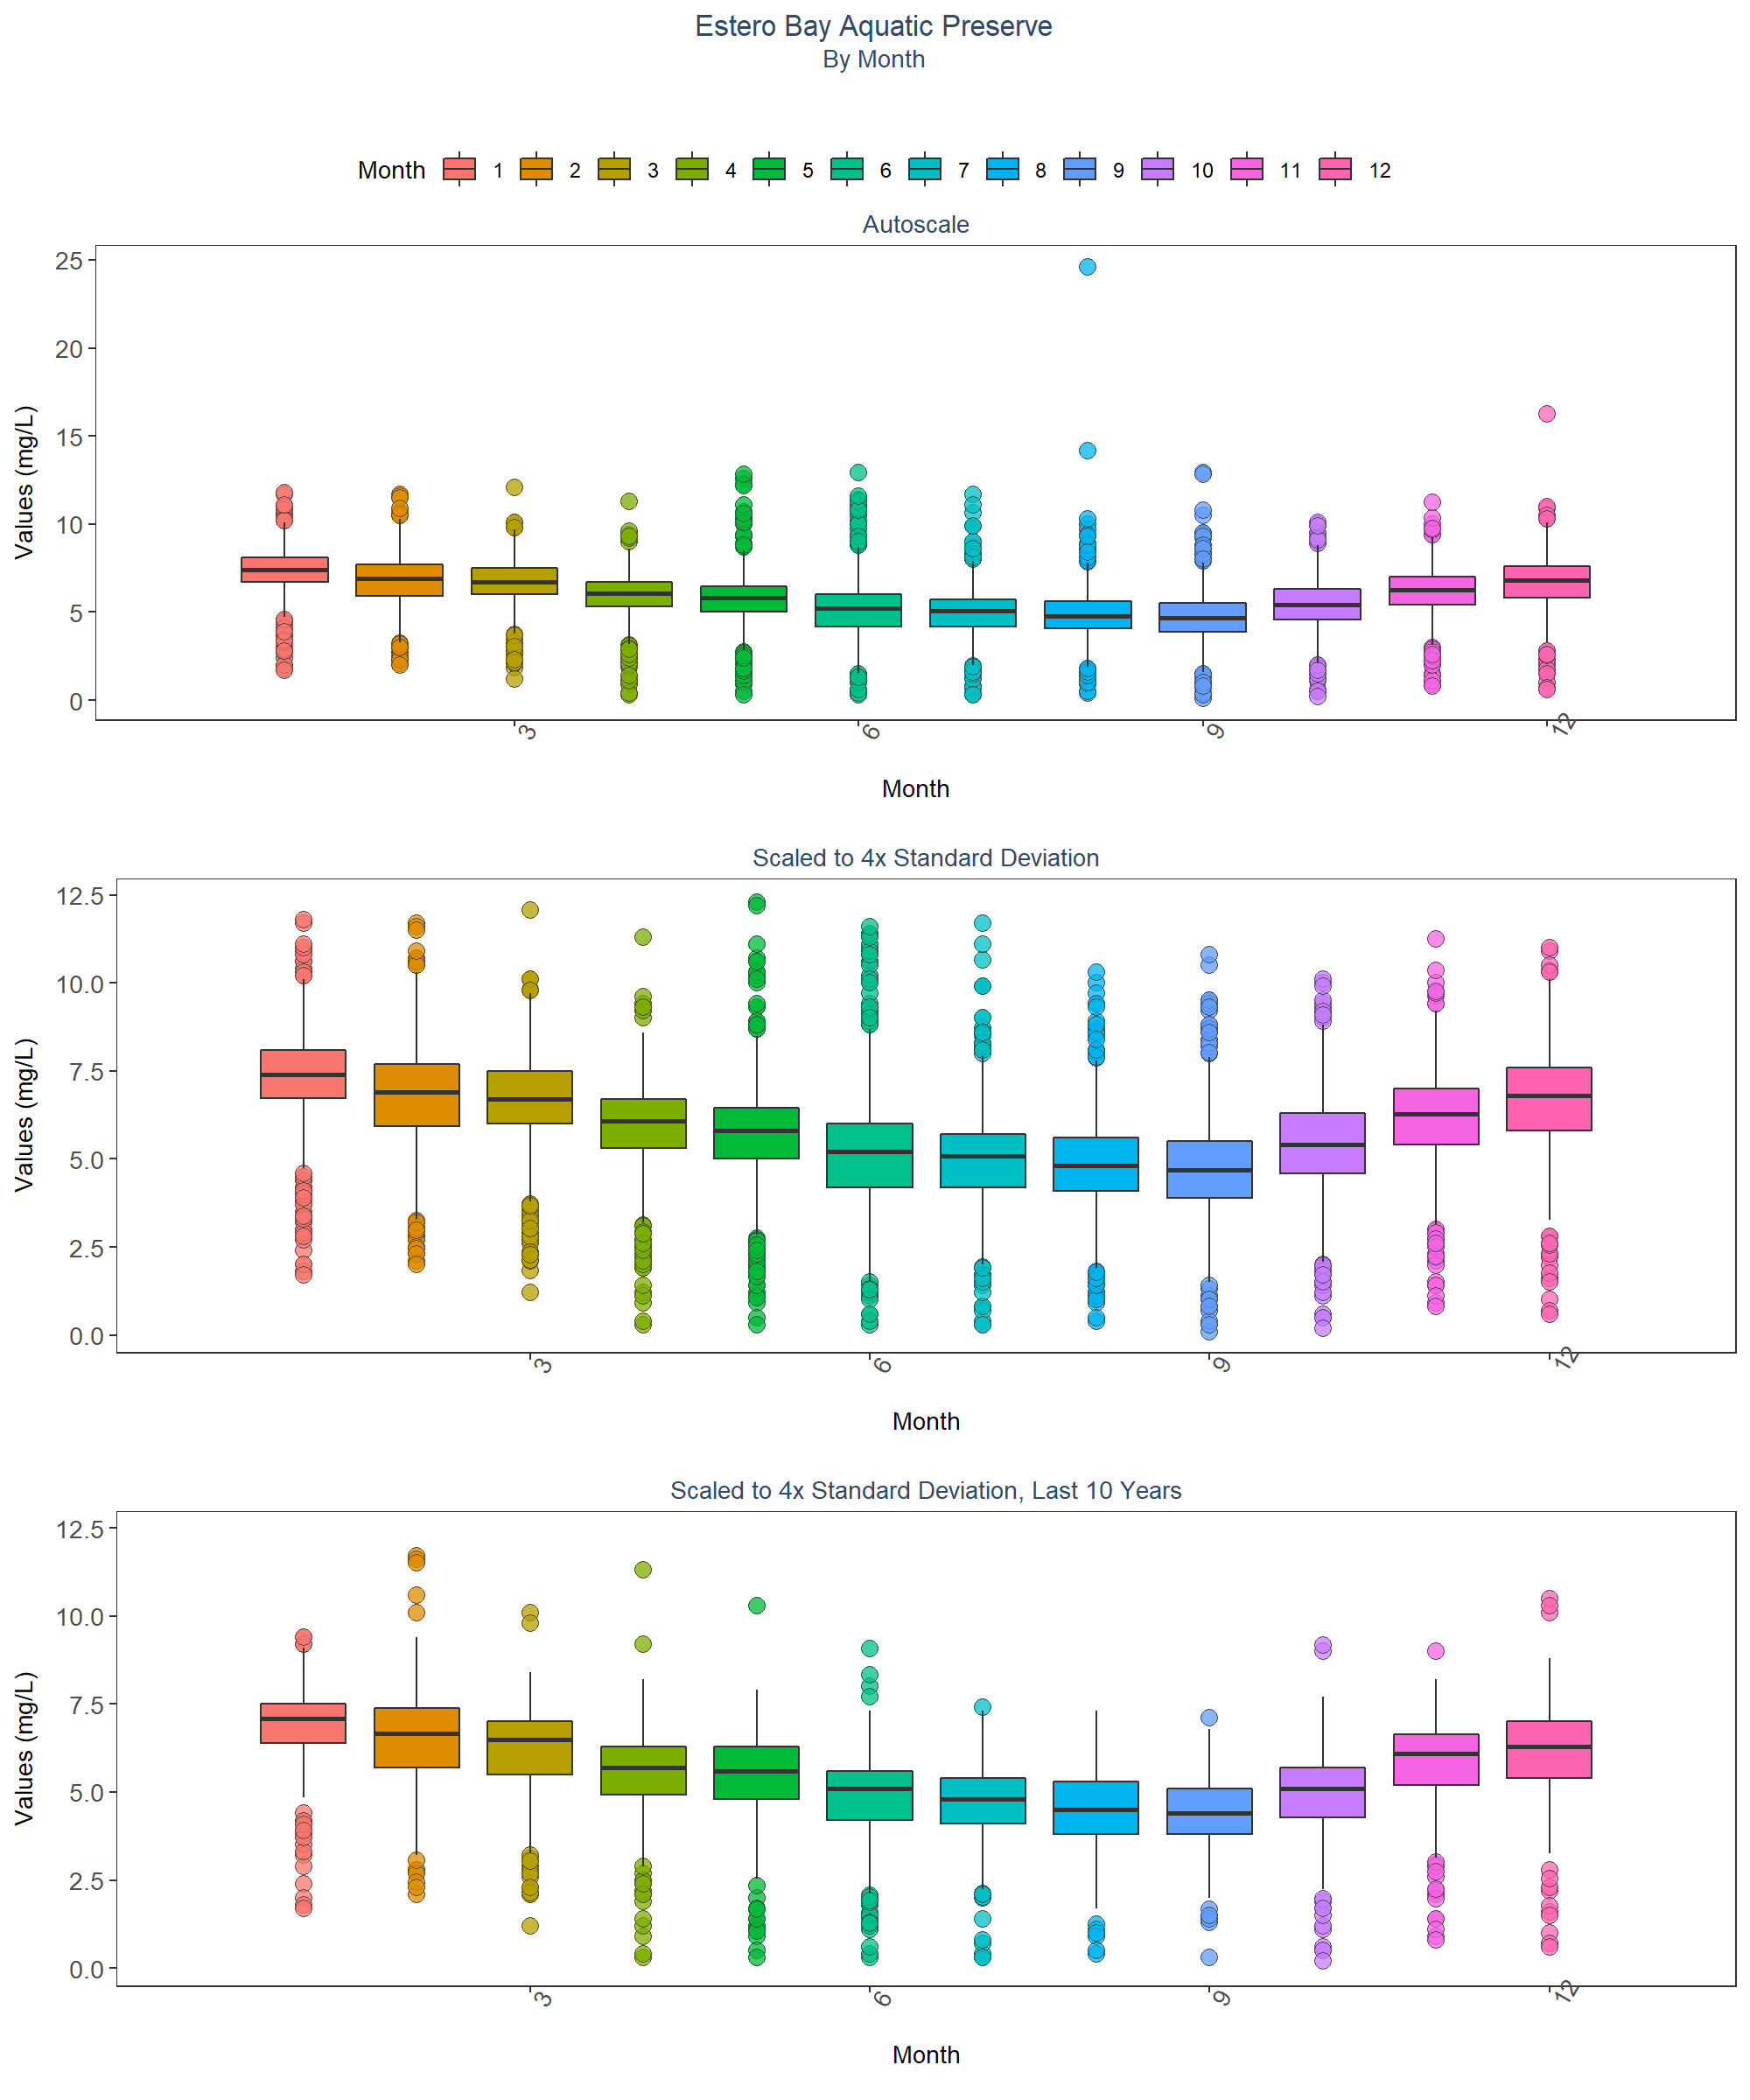 Estero Bay Aquatic Preserve
By Month
Month 1 2 3 4 5 6 7 8 9 10 11 12
Autoscale
Values (mg/L)
25
20
15
10
5
0
3 6 9 12
Month
Scaled to 4x Standard Deviation
Values (mg/L)
12.5
10.0
7.5
5.0
2.5
0.0
3 6 9 12
Month
Scaled to 4x Standard Deviation, Last 10 Years
Values (mg/L)
12.5
10.0
7.5
5.0
2.5
0.0
3 6 9 12
Month